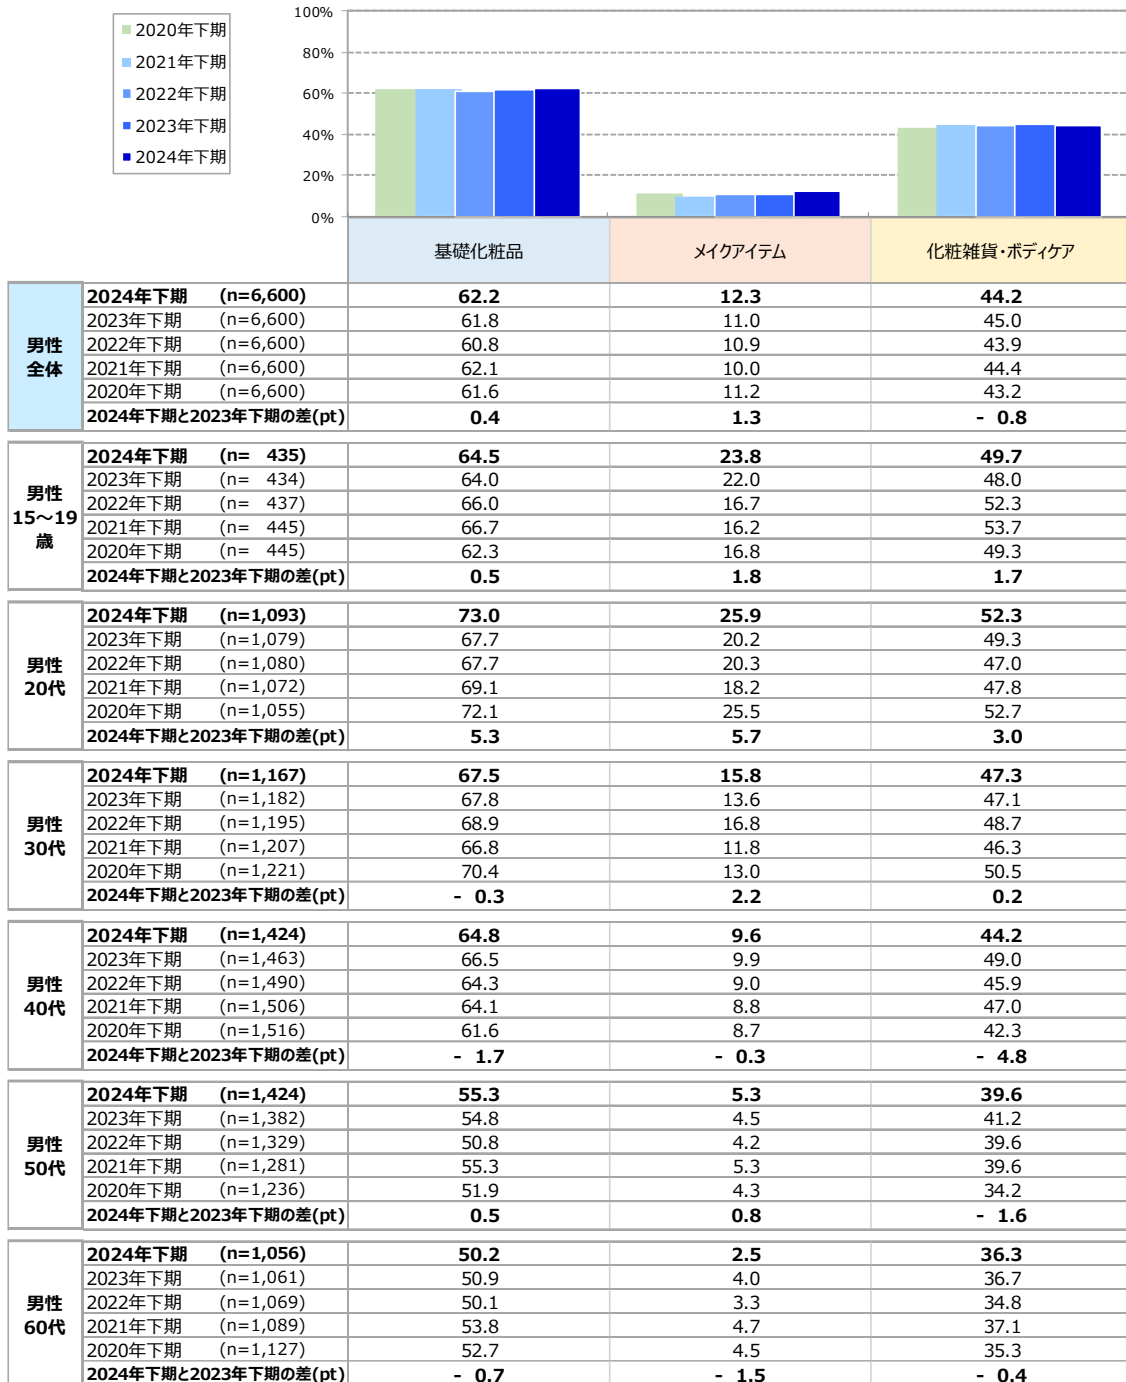 2020年下期
2021年下期
2022年下期
2023年下期
2024年下期
100%
80%
60%
40%
20%
0%
基礎化粧品 メイクアイテム 化粧雑貨・ボディケア
男性
全体
2024年下期 (n=6,600) 62.2 12.3 44.2
2023年下期 (n=6,600) 61.8 11.0 45.0
2022年下期 (n=6,600) 60.8 10.9 43.9
2021年下期 (n=6,600) 62.1 10.0 44.4
2020年下期 (n=6,600) 61.6 11.2 43.2
2024年下期と2023年下期の差(pt) 0.4 1.3 - 0.8
男性
15～19
歳
2024年下期 (n= 435) 64.5 23.8 49.7
2023年下期 (n= 434) 64.0 22.0 48.0
2022年下期 (n= 437) 66.0 16.7 52.3
2021年下期 (n= 445) 66.7 16.2 53.7
2020年下期 (n= 445) 62.3 16.8 49.3
2024年下期と2023年下期の差(pt) 0.5 1.8 1.7
男性
20代
2024年下期 (n=1,093) 73.0 25.9 52.3
2023年下期 (n=1,079) 67.7 20.2 49.3
2022年下期 (n=1,080) 67.7 20.3 47.0
2021年下期 (n=1,072) 69.1 18.2 47.8
2020年下期 (n=1,055) 72.1 25.5 52.7
2024年下期と2023年下期の差(pt) 5.3 5.7 3.0
男性
30代
2024年下期 (n=1,167) 67.5 15.8 47.3
2023年下期 (n=1,182) 67.8 13.6 47.1
2022年下期 (n=1,195) 68.9 16.8 48.7
2021年下期 (n=1,207) 66.8 11.8 46.3
2020年下期 (n=1,221) 70.4 13.0 50.5
2024年下期と2023年下期の差(pt) - 0.3 2.2 0.2
男性
40代
2024年下期 (n=1,424) 64.8 9.6 44.2
2023年下期 (n=1,463) 66.5 9.9 49.0
2022年下期 (n=1,490) 64.3 9.0 45.9
2021年下期 (n=1,506) 64.1 8.8 47.0
2020年下期 (n=1,516) 61.6 8.7 42.3
2024年下期と2023年下期の差(pt) - 1.7 - 0.3 - 4.8
男性
50代
2024年下期 (n=1,424) 55.3 5.3 39.6
2023年下期 (n=1,382) 54.8 4.5 41.2
2022年下期 (n=1,329) 50.8 4.2 39.6
2021年下期 (n=1,281) 55.3 5.3 39.6
2020年下期 (n=1,236) 51.9 4.3 34.2
2024年下期と2023年下期の差(pt) 0.5 0.8 - 1.6
男性
60代
2024年下期 (n=1,056) 50.2 2.5 36.3
2023年下期 (n=1,061) 50.9 4.0 36.7
2022年下期 (n=1,069) 50.1 3.3 34.8
2021年下期 (n=1,089) 53.8 4.7 37.1
2020年下期 (n=1,127) 52.7 4.5 35.3
2024年下期と2023年下期の差(pt) - 0.7 - 1.5 - 0.4